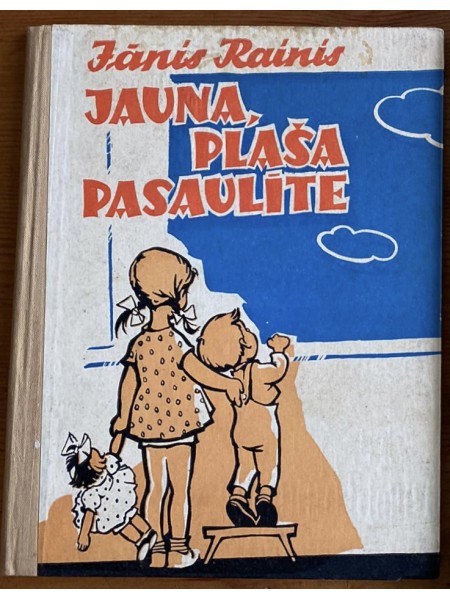 Jānis Rainis
JAUNA,
PLAŠA
PASAULĪTE